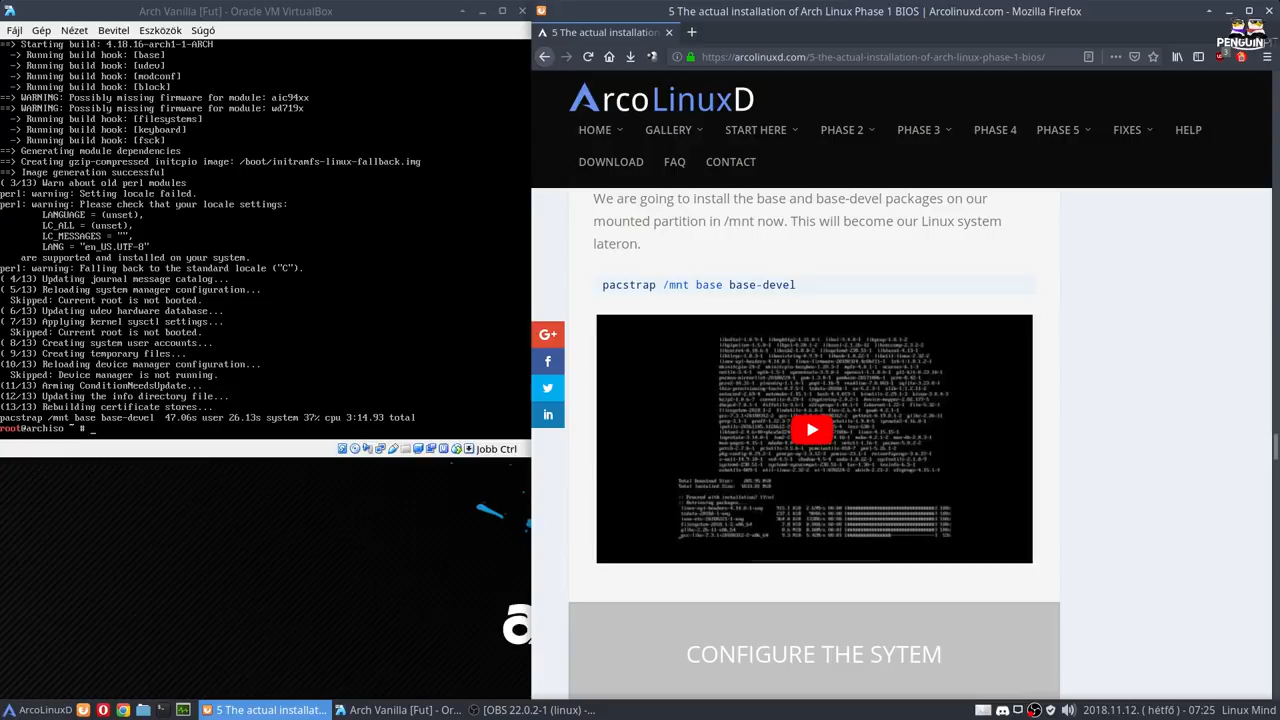 Arch Vanilla [Fut] - Oracle VM VirtualBox
Fájl Gép Nézet Bevitel Eszközök Súgó
==> Starting build: 4.18.16-arch1-1-ARCH
-> Running build hook: [base]
-> Running build hook: [udev]
-> Running build hook: [modconf]
-> Running build hook: [block]
==> WARNING: Possibly missing firmware for module: aic94xx
==> WARNING: Possibly missing firmware for module: wd719x
-> Running build hook: [filesystems]
-> Running build hook: [keyboard]
-> Running build hook: [fsck]
==> Generating module dependencies
==> Creating gzip-compressed initcpio image: /boot/initramfs-linux-fallback.img
==> Image generation successful
( 3/13) Warn about old perl modules
perl: warning: Setting locale failed.
perl: warning: Please check that your locale settings:
LANGUAGE = (unset),
LC_ALL = (unset),
LC_MESSAGES = "",
LANG = "en_US.UTF-8"
are supported and installed on your system.
perl: warning: Falling back to the standard locale ("C").
( 4/13) Updating journal message catalog...
( 5/13) Reloading system manager configuration...
Skipped: Current root is not booted.
( 6/13) Updating udev hardware database...
( 7/13) Applying kernel sysctl settings...
Skipped: Current root is not booted.
( 8/13) Creating system user accounts...
( 9/13) Creating temporary files...
(10/13) Reloading device manager configuration...
Skipped: Device manager is not running.
(11/13) Arming ConditionNeedsUpdate...
(12/13) Updating the info directory file...
(13/13) Rebuilding certificate stores...
pacstrap /mnt base base-devel 47.06s user 26.13s system 37% cpu 3:14.93 total
root@archiso ~ # _
Jobb Ctrl
a
5 The actual installation of Arch Linux Phase 1 BIOS | Arcolinuxd.com - Mozilla Firefox
5 The actual installation
https://arcolinuxd.com/5-the-actual-installation-of-arch-linux-phase-1-bios/
PENGUIN
3
ArcoLinuxD
HOME GALLERY START HERE PHASE 2 PHASE 3 PHASE 4 PHASE 5 FIXES HELP
DOWNLOAD FAQ CONTACT
We are going to install the base and base-devel packages on our
mounted partition in /mnt now. This will become our Linux system
lateron.
pacstrap /mnt base base-devel
G+
f
in
CONFIGURE THE SYTEM
ArcoLinuxD
5 The actual installat...
Arch Vanilla [Fut] - Or...
[OBS 22.0.2-1 (linux) -...
2018.11.12. ( hétfő ) - 07:25
Linux Mind